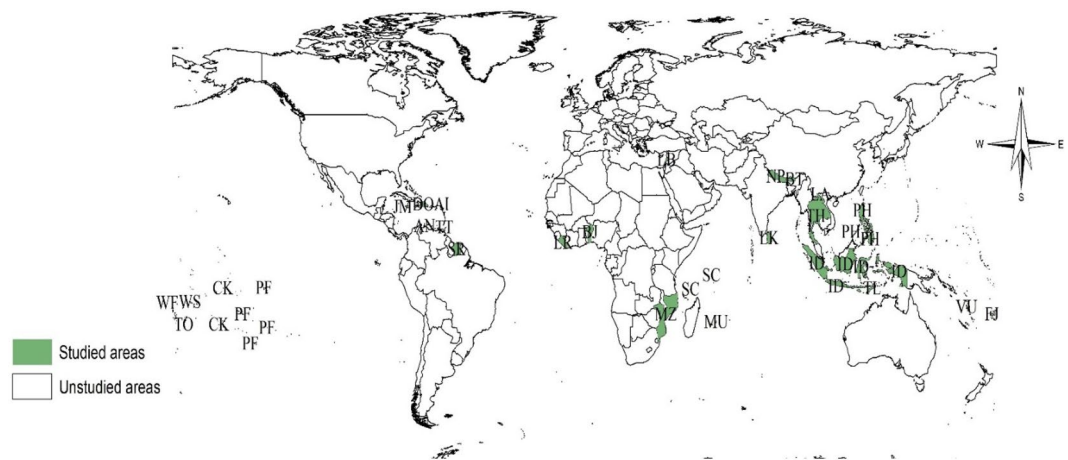 N
W E
S
LB
NP BT
LA
JM DO AI
TH PH
AN TT
LR BJ LK PH PH
SR
ID ID ID ID
SC
SC ID TL
CK PF
WF WS
PF MZ MU VU FJ
TO CK PF
PF
Studied areas
Unstudied areas